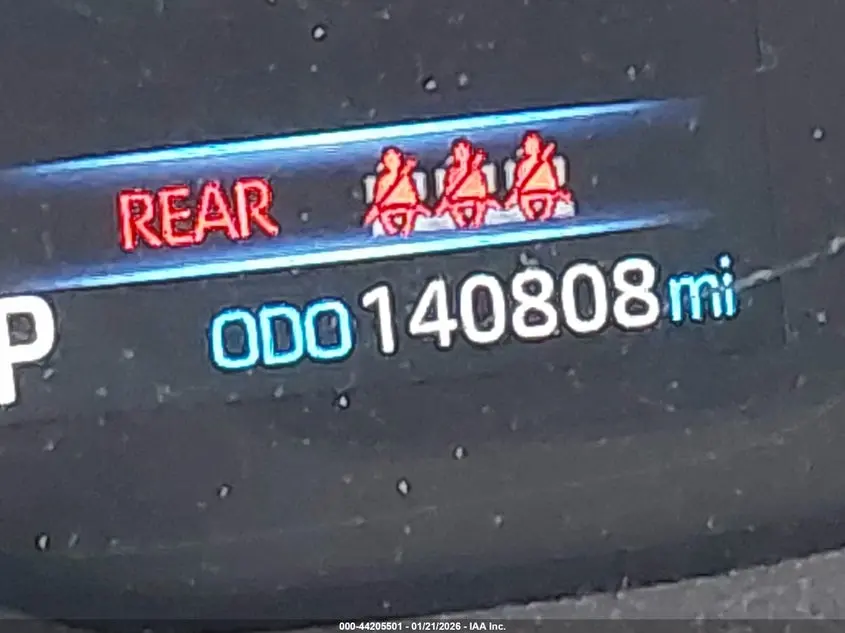 REAR
ODO 140808 mi
P
000-44205501 - 01/21/2026 - IAA Inc.